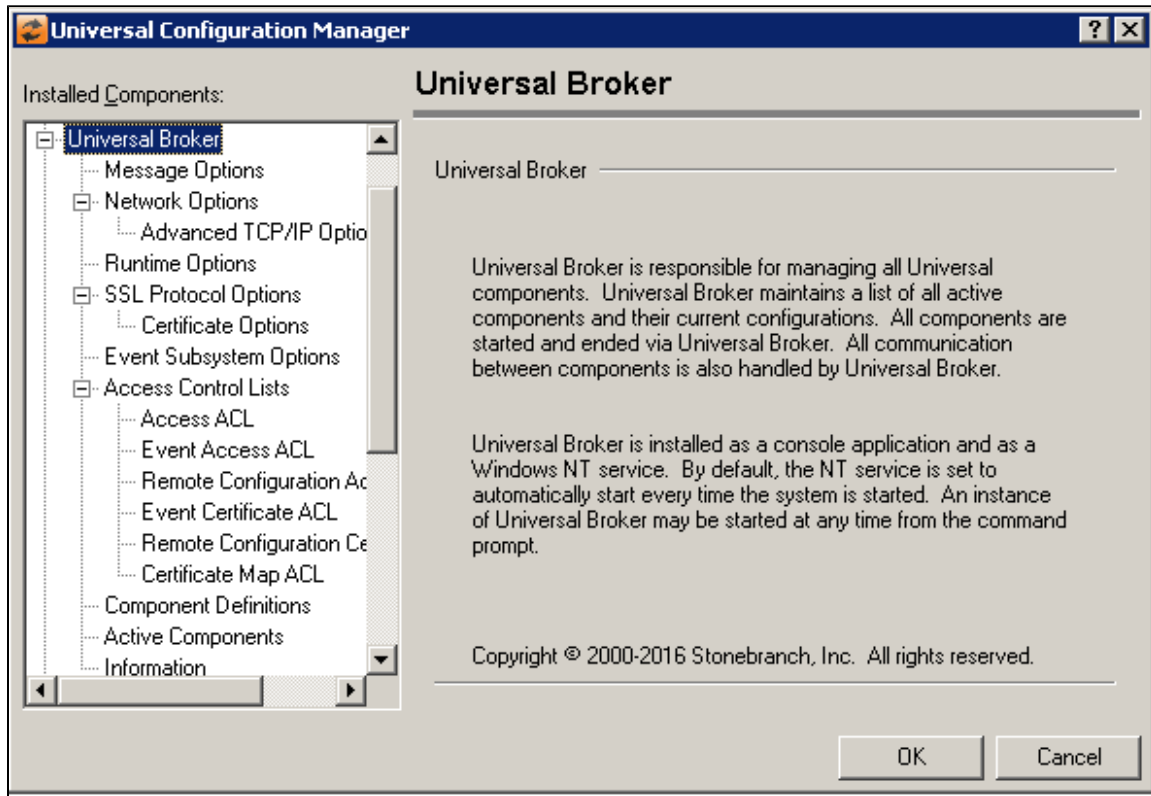 Universal Configuration Manager
Installed Components:
Universal Broker
Message Options
Network Options
Advanced TCP/IP Optio
Runtime Options
SSL Protocol Options
Certificate Options
Event Subsystem Options
Access Control Lists
Access ACL
Event Access ACL
Remote Configuration Ac
Event Certificate ACL
Remote Configuration Ce
Certificate Map ACL
Component Definitions
Active Components
Information
Universal Broker
Universal Broker
Universal Broker is responsible for managing all Universal
components. Universal Broker maintains a list of all active
components and their current configurations. All components are
started and ended via Universal Broker. All communication
between components is also handled by Universal Broker.
Universal Broker is installed as a console application and as a
Windows NT service. By default, the NT service is set to
automatically start every time the system is started. An instance
of Universal Broker may be started at any time from the command
prompt.
Copyright © 2000-2016 Stonebranch, Inc. All rights reserved.
OK
Cancel